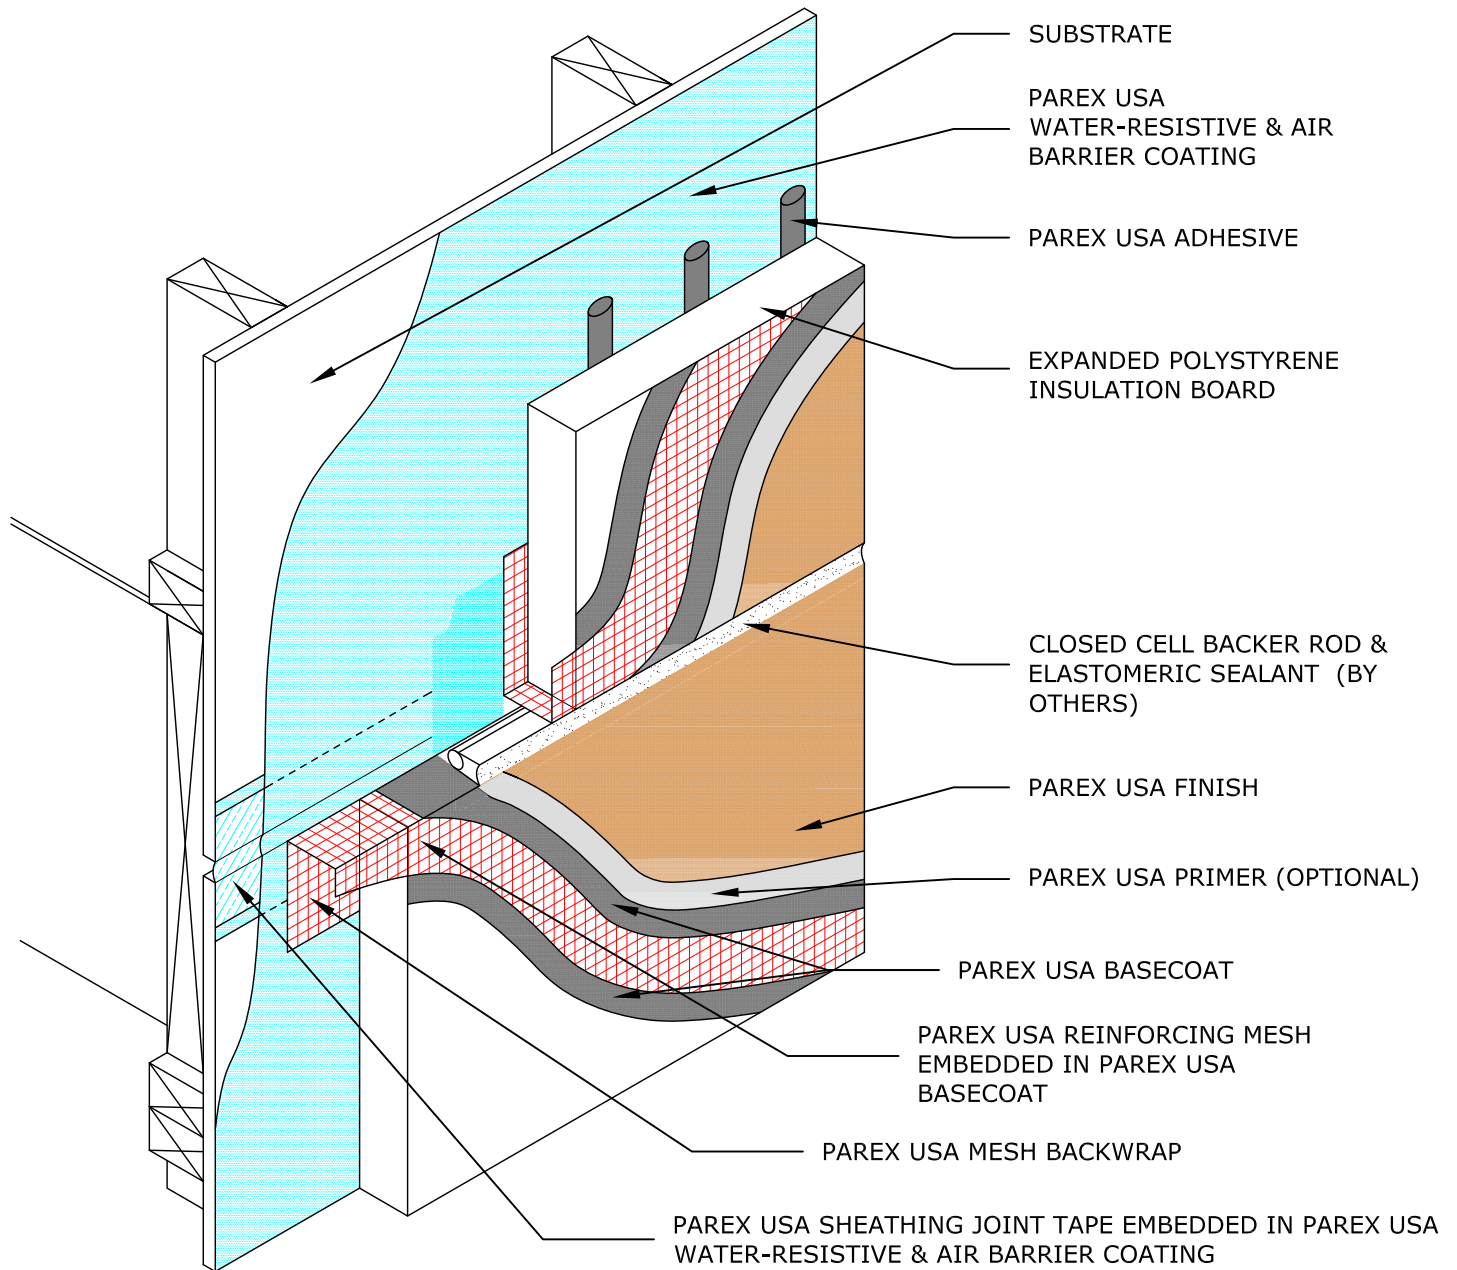 SUBSTRATE
PAREX USA
WATER-RESISTIVE & AIR
BARRIER COATING
PAREX USA ADHESIVE
EXPANDED POLYSTYRENE
INSULATION BOARD
CLOSED CELL BACKER ROD &
ELASTOMERIC SEALANT (BY
OTHERS)
PAREX USA FINISH
PAREX USA PRIMER (OPTIONAL)
PAREX USA BASECOAT
PAREX USA REINFORCING MESH
EMBEDDED IN PAREX USA
BASECOAT
PAREX USA MESH BACKWRAP
PAREX USA SHEATHING JOINT TAPE EMBEDDED IN PAREX USA
WATER-RESISTIVE & AIR BARRIER COATING